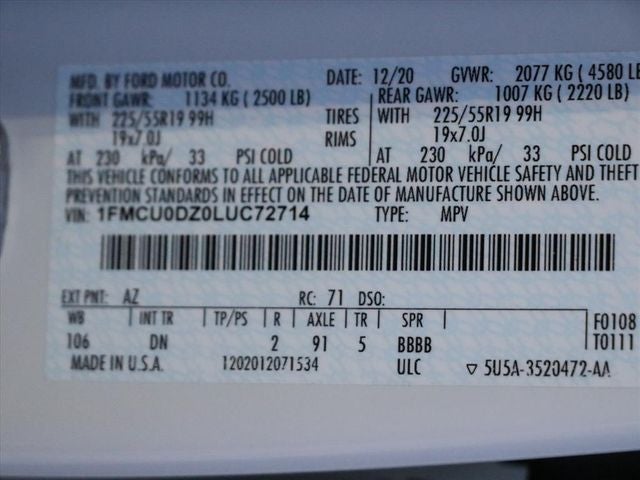 MFD. BY FORD MOTOR CO. DATE: 12/20 GVWR: 2077 KG ( 4580 LB
FRONT GAWR: 1134 KG ( 2500 LB) REAR GAWR: 1007 KG ( 2220 LB)
WITH 225/55R19 99H TIRES WITH 225/55R19 99H
19x7.0J RIMS 19x7.0J
AT 230 kPa/ 33 PSI COLD AT 230 kPa/ 33 PSI COLD
THIS VEHICLE CONFORMS TO ALL APPLICABLE FEDERAL MOTOR VEHICLE SAFETY AND THEFT
PREVENTION STANDARDS IN EFFECT ON THE DATE OF MANUFACTURE SHOWN ABOVE.
VIN: 1FMCU0DZ0LUC72714 TYPE: MPV
EXT PNT: AZ RC: 71 DSO:
WB INT TR TP/PS R AXLE TR SPR F0108
106 DN 2 91 5 BBBB T0111
MADE IN U.S.A. 1202012071534 ULC ▽ 5U5A-3520472-AA